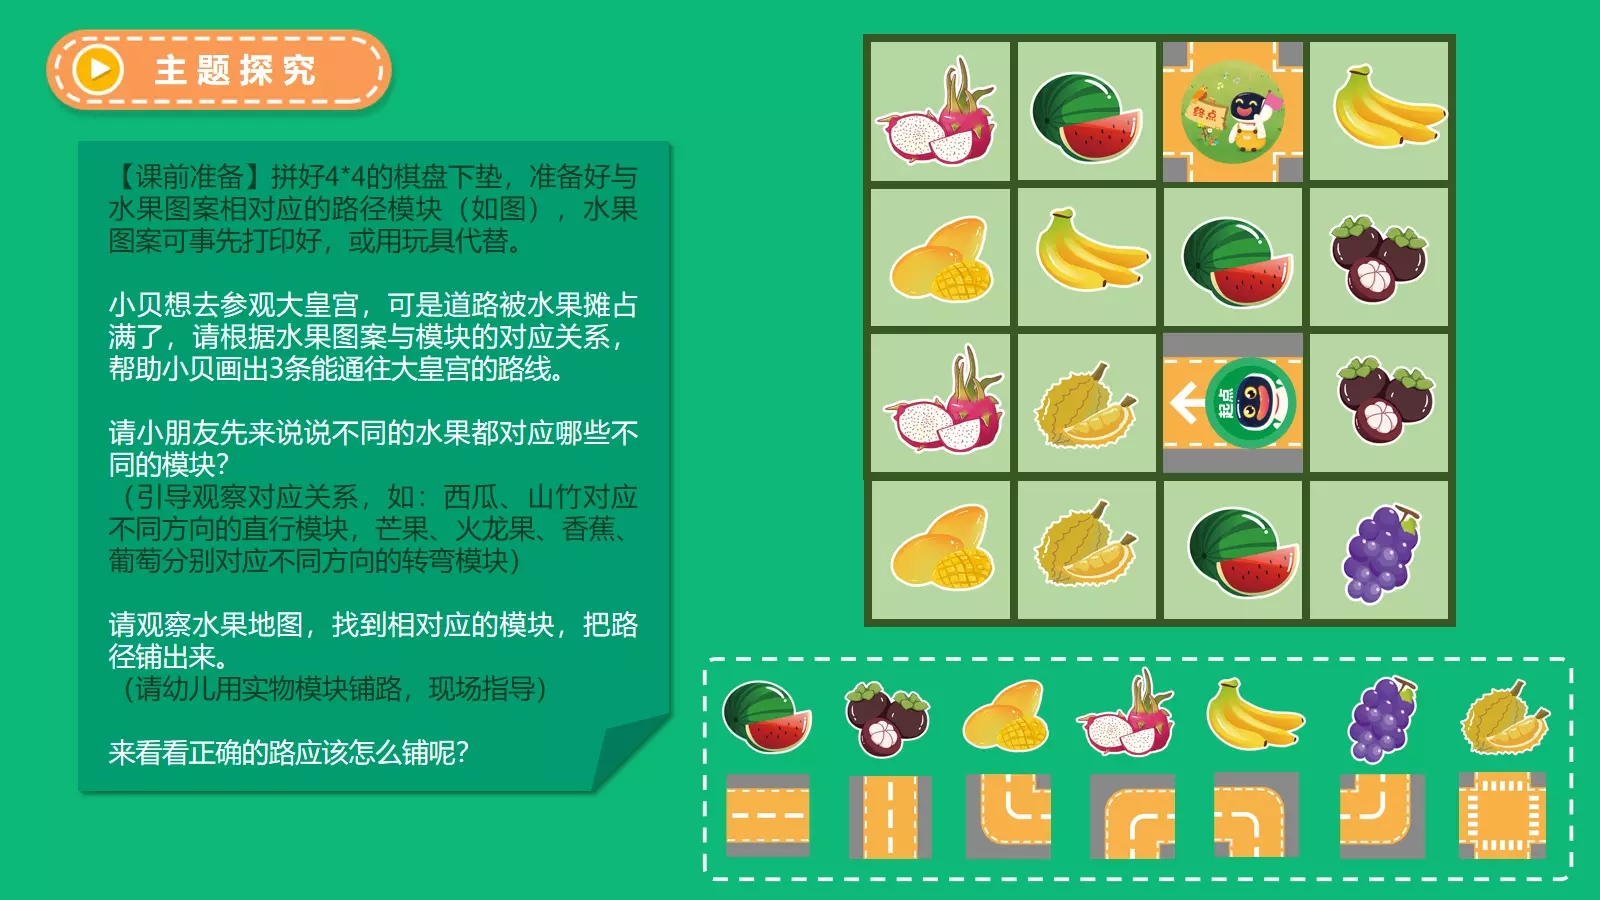 主题探究
【课前准备】拼好4*4的棋盘下垫，准备好与
水果图案相对应的路径模块（如图），水果
图案可事先打印好，或用玩具代替。
小贝想去参观大皇宫，可是道路被水果摊占
满了，请根据水果图案与模块的对应关系，
帮助小贝画出3条能通往大皇宫的路线。
请小朋友先来说说不同的水果都对应哪些不
同的模块？
（引导观察对应关系，如：西瓜、山竹对应
不同方向的直行模块，芒果、火龙果、香蕉、
葡萄分别对应不同方向的转弯模块）
请观察水果地图，找到相对应的模块，把路
径铺出来。
（请幼儿用实物模块铺路，现场指导）
来看看正确的路应该怎么铺呢？
终点
起点